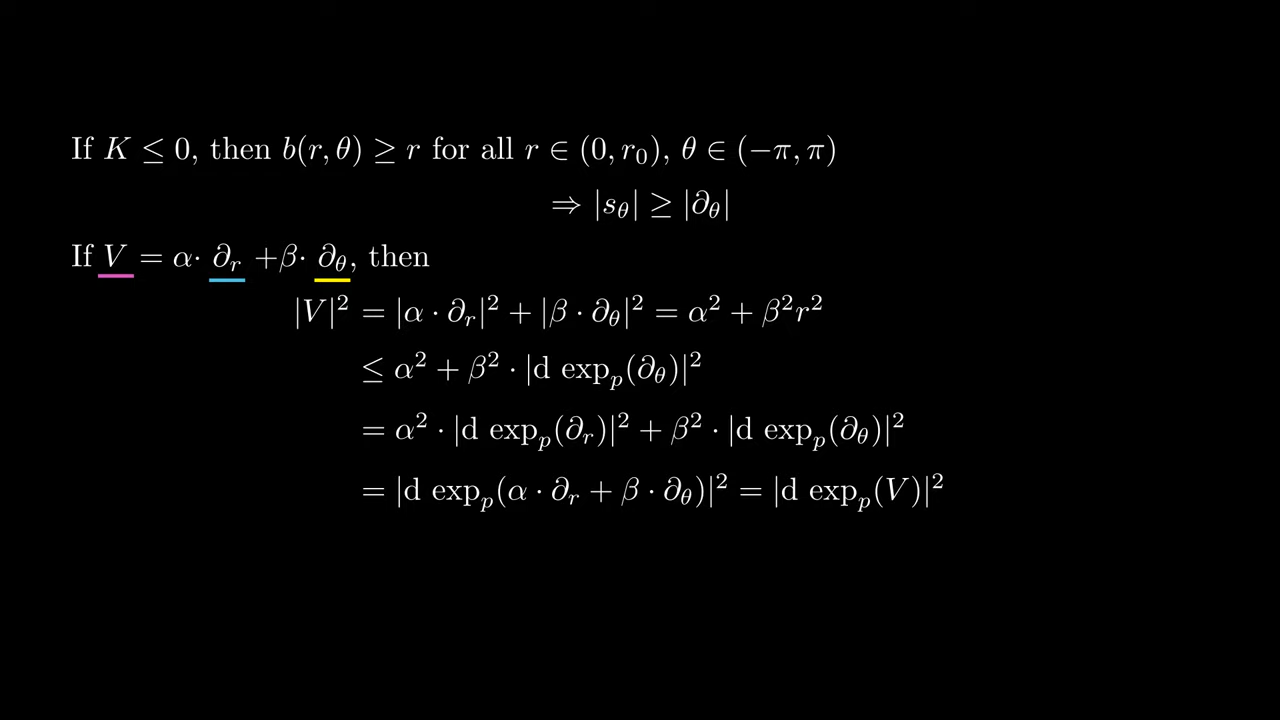 If K ≤ 0, then b(r, θ) ≥ r for all r ∈ (0, r₀), θ ∈ (−π, π)
⇒ |s_θ| ≥ |∂_θ|
If V = α· ∂_r +β· ∂_θ, then
|V|² = |α · ∂_r|² + |β · ∂_θ|² = α² + β²r²
≤ α² + β² · |d exp_p(∂_θ)|²
= α² · |d exp_p(∂_r)|² + β² · |d exp_p(∂_θ)|²
= |d exp_p(α · ∂_r + β · ∂_θ)|² = |d exp_p(V)|²